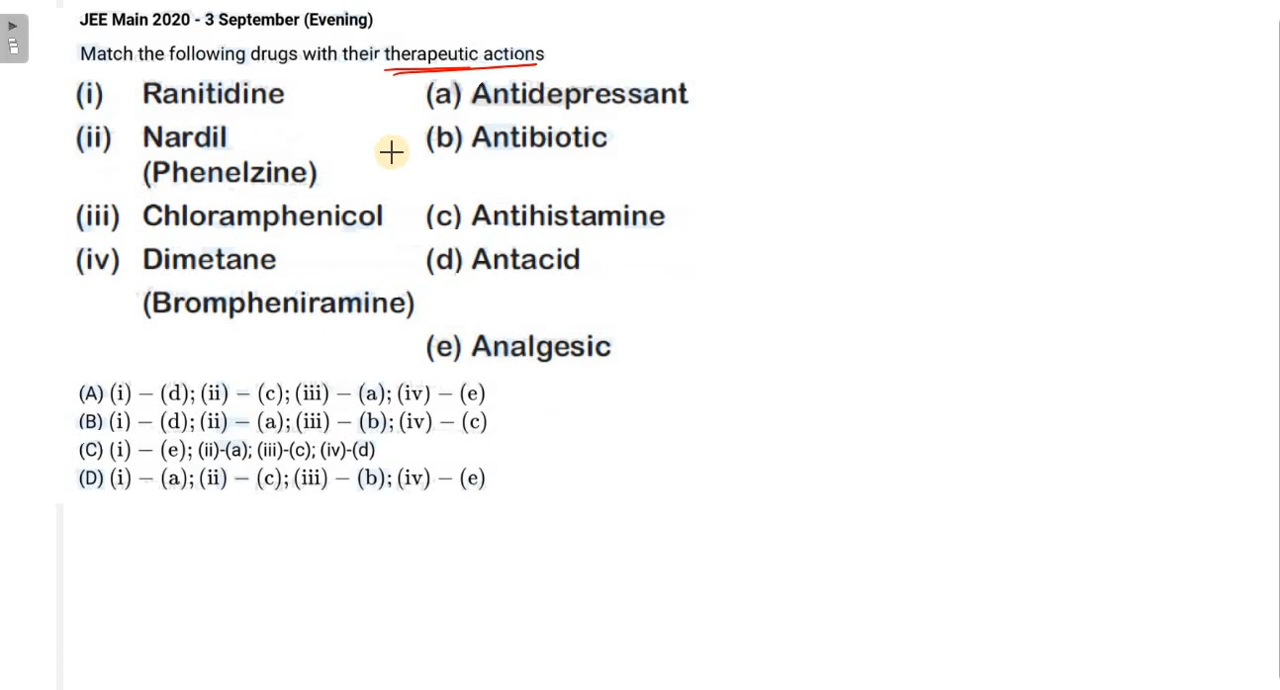 JEE Main 2020 - 3 September (Evening)
Match the following drugs with their therapeutic actions
(i) Ranitidine (a) Antidepressant
(ii) Nardil (b) Antibiotic
(Phenelzine)
(iii) Chloramphenicol (c) Antihistamine
(iv) Dimetane (d) Antacid
(Brompheniramine)
(e) Analgesic
(A) (i) − (d); (ii) − (c); (iii) − (a); (iv) − (e)
(B) (i) − (d); (ii) − (a); (iii) − (b); (iv) − (c)
(C) (i) − (e); (ii)-(a); (iii)-(c); (iv)-(d)
(D) (i) − (a); (ii) − (c); (iii) − (b); (iv) − (e)